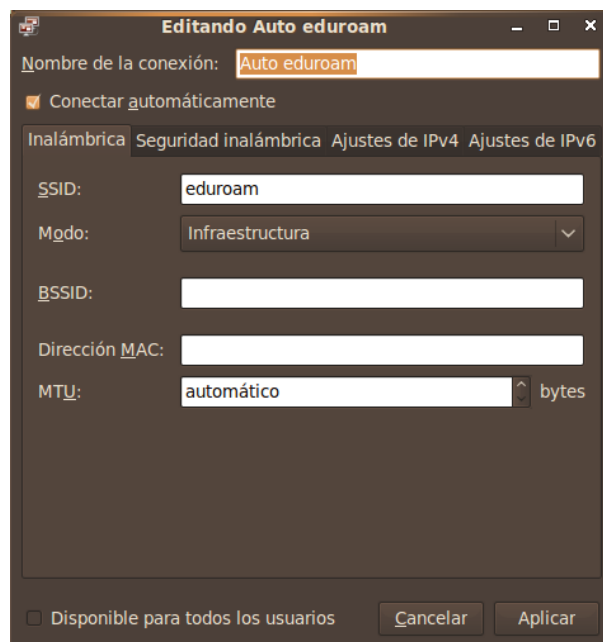 Editando Auto eduroam
Nombre de la conexión: Auto eduroam
Conectar automáticamente
Inalámbrica Seguridad inalámbrica Ajustes de IPv4 Ajustes de IPv6
SSID: eduroam
Modo: Infraestructura
BSSID:
Dirección MAC:
MTU: automático bytes
Disponible para todos los usuarios Cancelar Aplicar